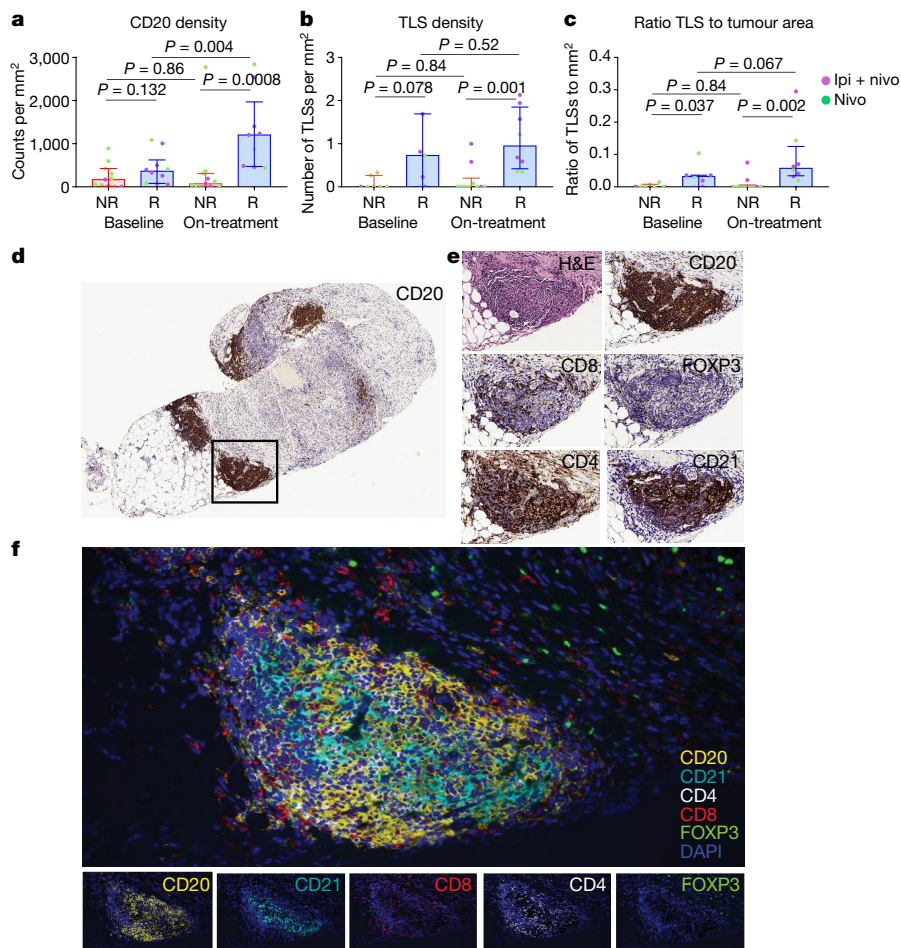 a
CD20 density
Counts per mm²
3,000
2,000
1,000
0
P = 0.004
P = 0.86
P = 0.132
P = 0.0008
NR R NR R
Baseline On-treatment
b
TLS density
Number of TLSs per mm²
3
2
1
0
P = 0.52
P = 0.84
P = 0.078
P = 0.001
NR R NR R
Baseline On-treatment
c
Ratio TLS to tumour area
Ratio of TLSs to mm²
0.4
0.3
0.2
0.1
0.0
P = 0.067
P = 0.84
P = 0.037
P = 0.002
NR R NR R
Baseline On-treatment
Ipi + nivo
Nivo
d
CD20
e
H&E
CD20
CD8
FOXP3
CD4
CD21
f
CD20
CD21
CD4
CD8
FOXP3
DAPI
CD20
CD21
CD8
CD4
FOXP3